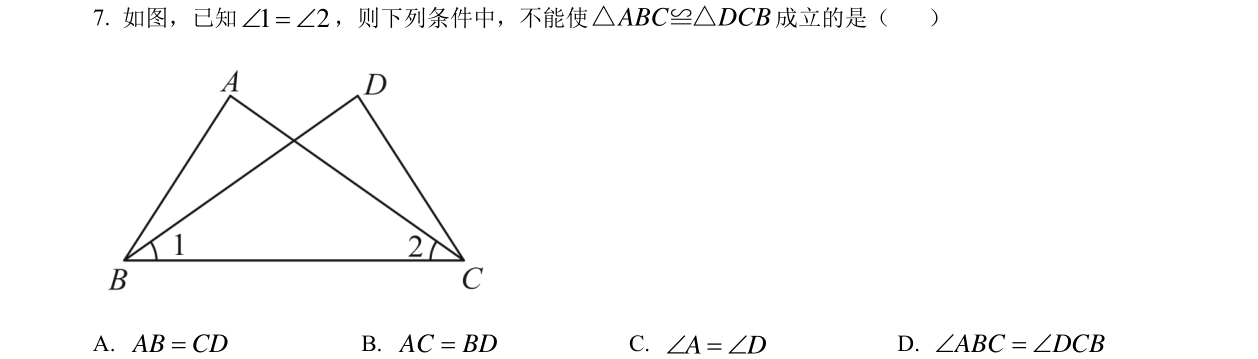 7. 如图，已知∠1=∠2，则下列条件中，不能使△ABC≌△DCB成立的是（　　）
A D
1 2
B C
A. AB = CD B. AC = BD C. ∠A = ∠D D. ∠ABC = ∠DCB